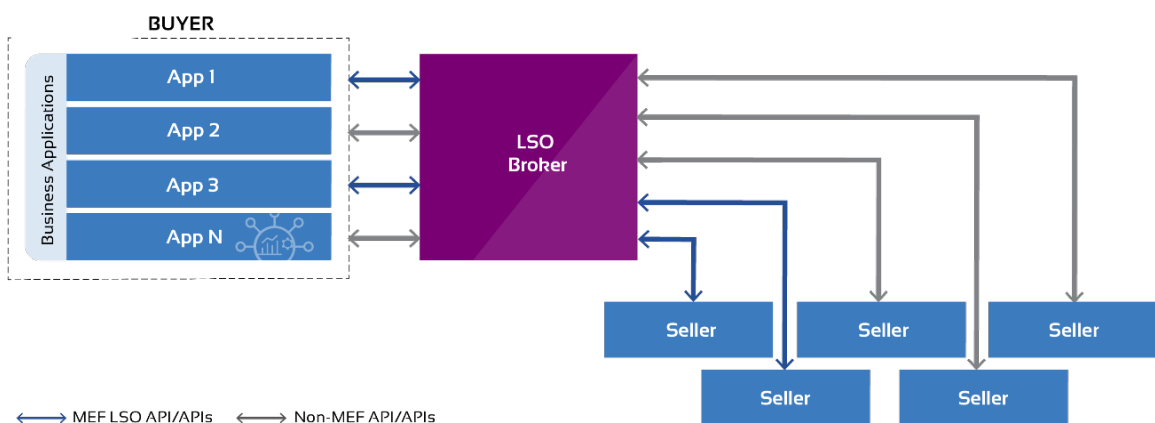 BUYER
Business Applications
App 1
App 2
App 3
App N
LSO
Broker
Seller
Seller
Seller
Seller
Seller
MEF LSO API/APIs
Non-MEF API/APIs